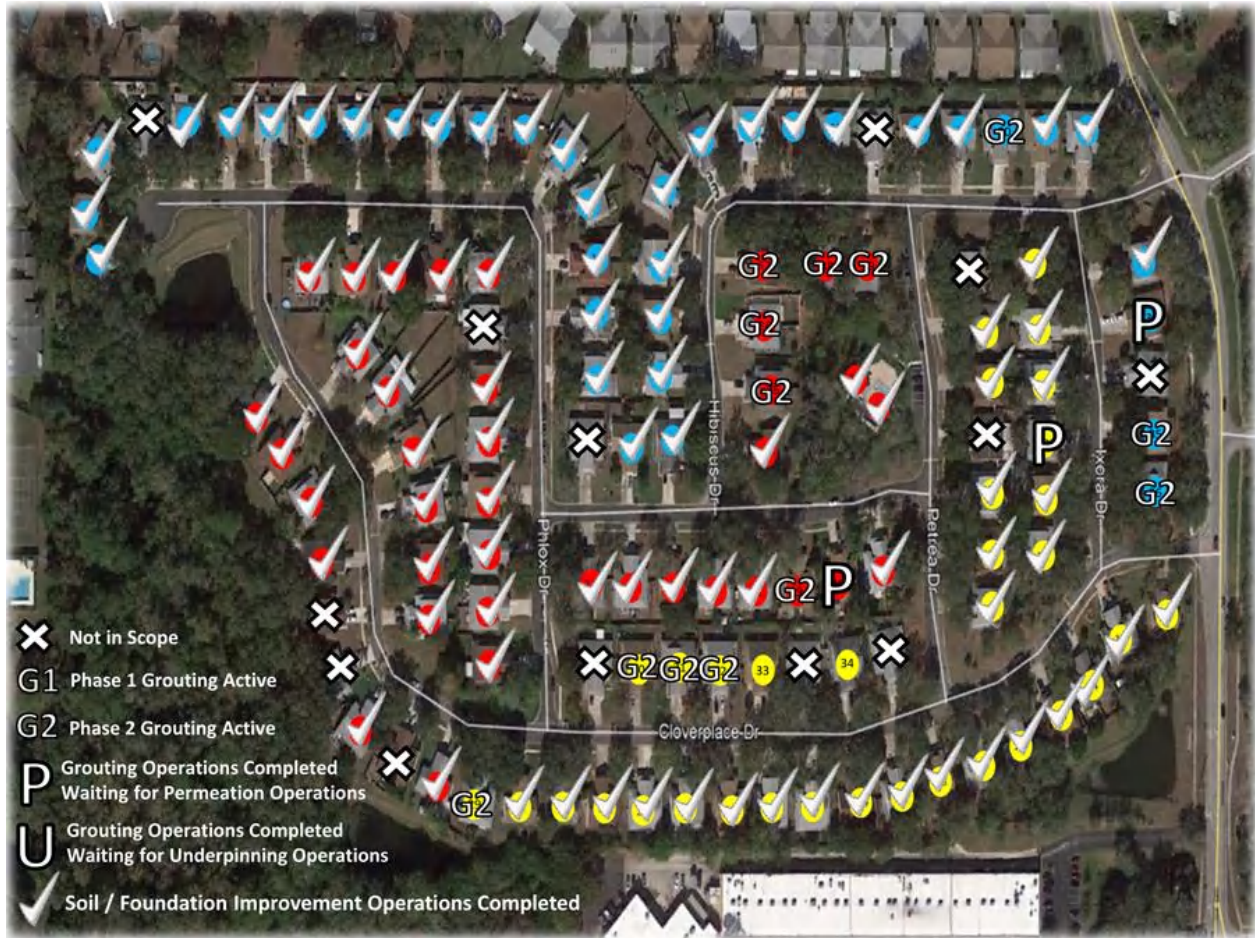 G2
G2
G2 G2
G2
P
G2
G2
P
G2
G2
Hibiscus Dr
Ixora Dr
Phlox Dr
Petrea Dr
G2 P
G2 G2 G2 33 34
Cloverplace Dr
G2
Not in Scope
G1 Phase 1 Grouting Active
G2 Phase 2 Grouting Active
P Grouting Operations Completed
Waiting for Permeation Operations
U Grouting Operations Completed
Waiting for Underpinning Operations
Soil / Foundation Improvement Operations Completed